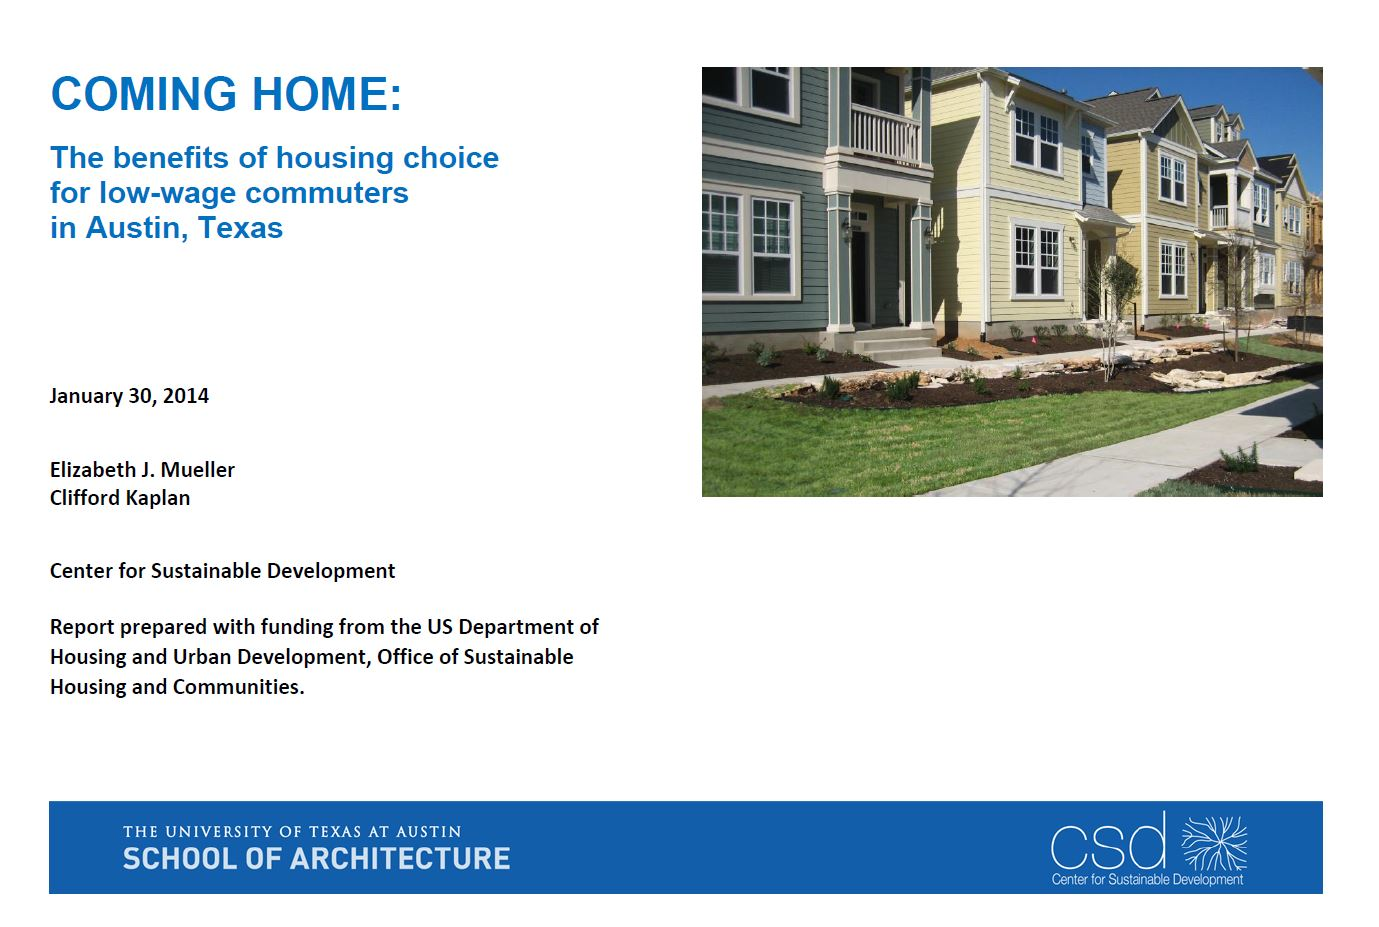 COMING HOME:
The benefits of housing choice
for low-wage commuters
in Austin, Texas
January 30, 2014
Elizabeth J. Mueller
Clifford Kaplan
Center for Sustainable Development
Report prepared with funding from the US Department of
Housing and Urban Development, Office of Sustainable
Housing and Communities.
THE UNIVERSITY OF TEXAS AT AUSTIN
SCHOOL OF ARCHITECTURE
csd
Center for Sustainable Development